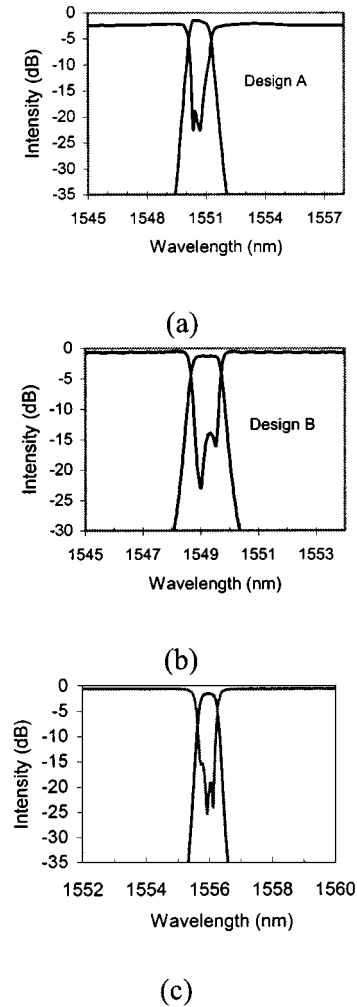 0
-5
-10
-15
-20
-25
-30
-35
Intensity (dB)
Design A
1545 1548 1551 1554 1557
Wavelength (nm)
(a)
0
-5
-10
-15
-20
-25
-30
Intensity (dB)
Design B
1545 1547 1549 1551 1553
Wavelength (nm)
(b)
0
-5
-10
-15
-20
-25
-30
-35
Intensity (dB)
1552 1554 1556 1558 1560
Wavelength (nm)
(c)